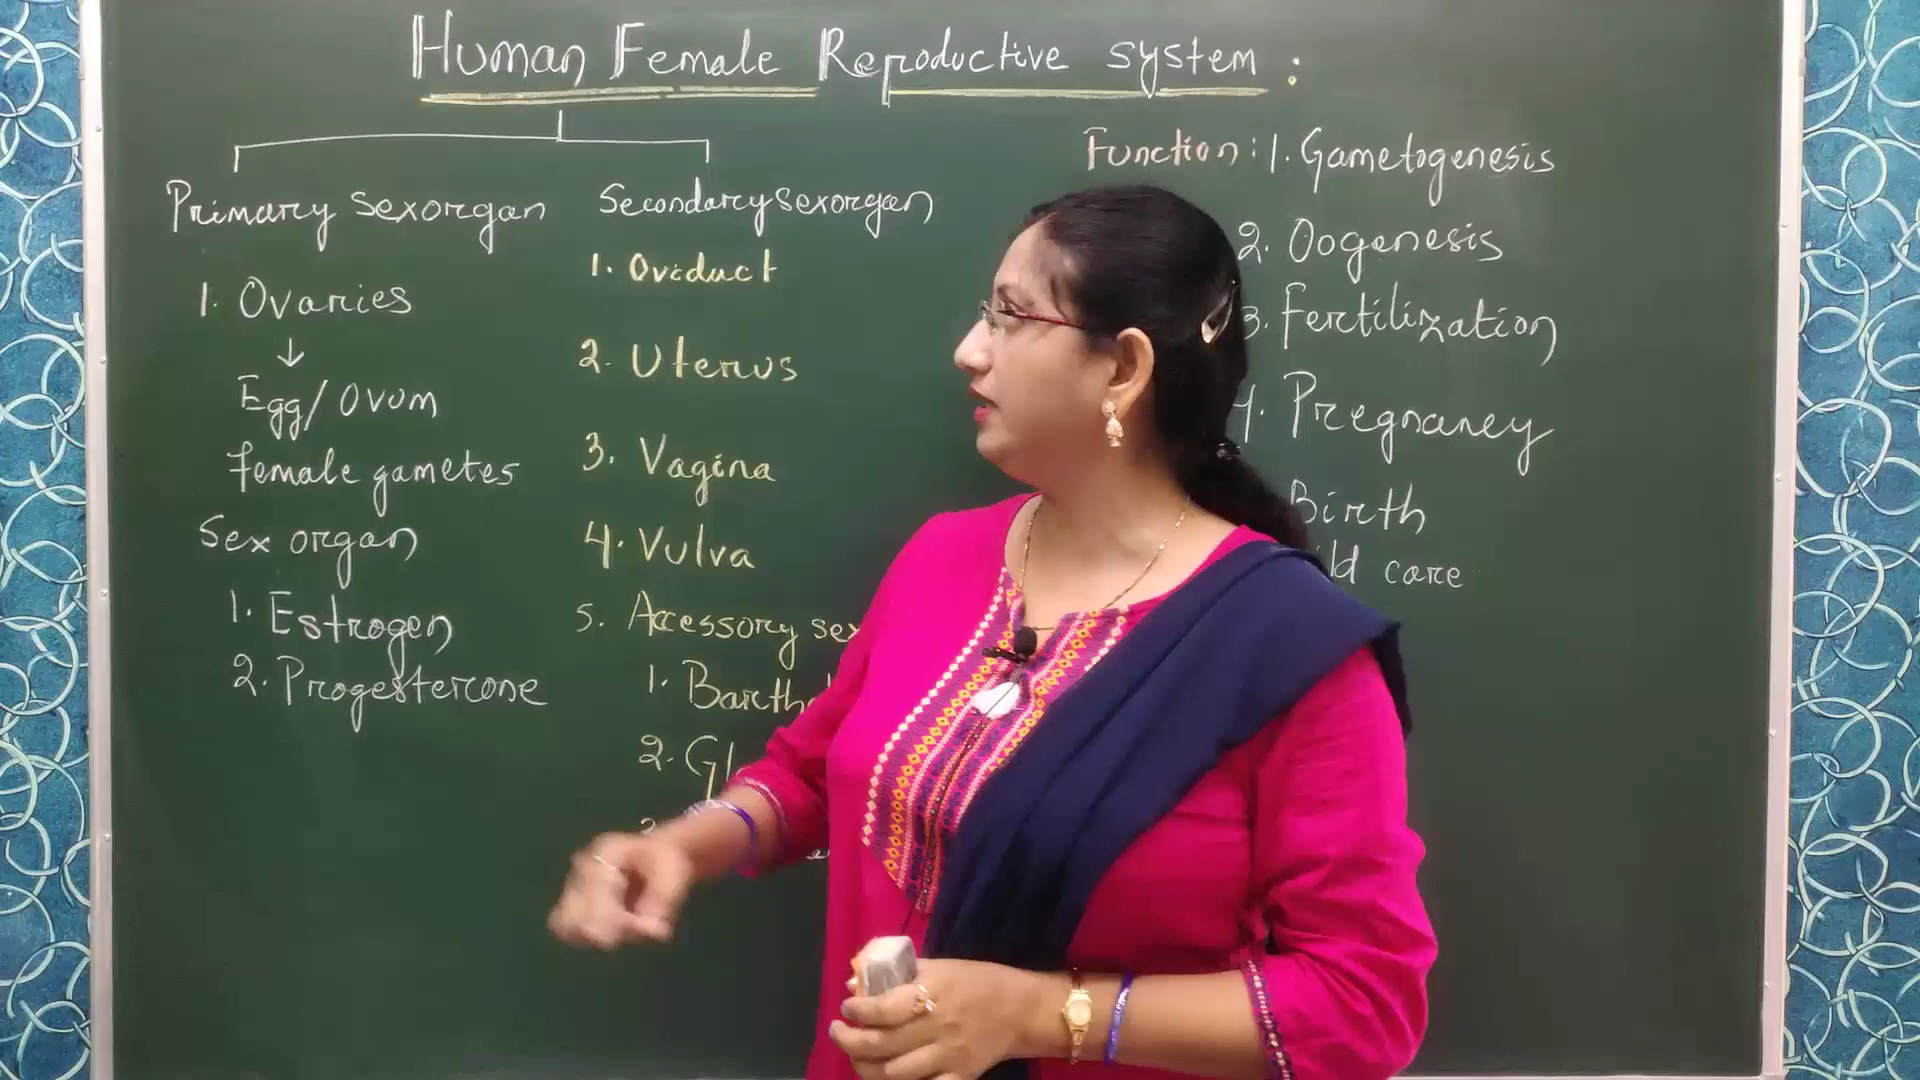 Human Female Reproductive system :
Primary sexorgan
1. Ovaries
↓
Egg/Ovum
female gametes
Sex organ
1. Estrogen
2. Progesterone
Secondary sexorgan
1. Oviduct
2. Uterus
3. Vagina
4. Vulva
5. Accessory sex
1.
2.
Function : 1. Gametogenesis
2. Oogenesis
3. Fertilization
4. Pregnancy
Birth
care